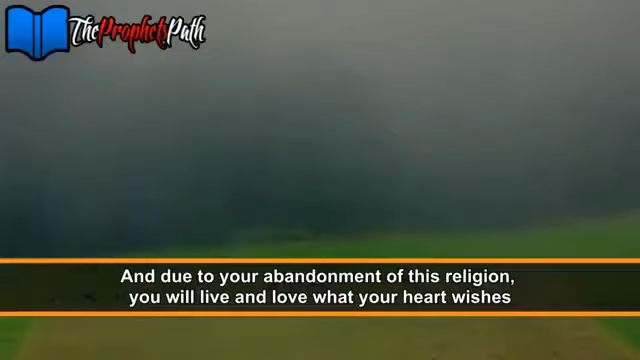 TheProphetsPath
And due to your abandonment of this religion,
you will live and love what your heart wishes